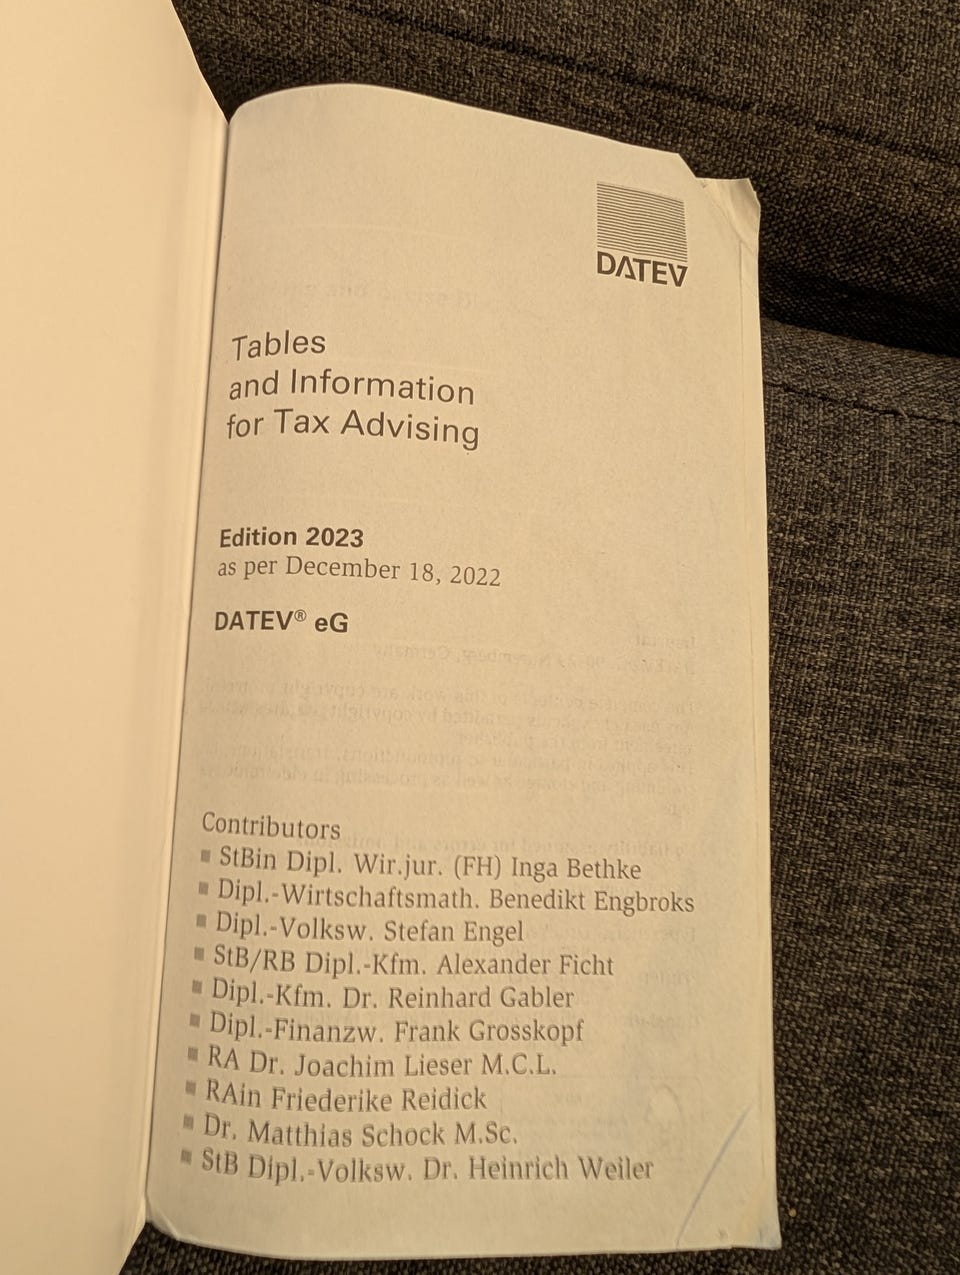 DATEV
Tables
and Information
for Tax Advising
Edition 2023
as per December 18, 2022
DATEV® eG
Contributors
▪ StBin Dipl. Wir.jur. (FH) Inga Bethke
▪ Dipl.-Wirtschaftsmath. Benedikt Engbroks
▪ Dipl.-Volksw. Stefan Engel
▪ StB/RB Dipl.-Kfm. Alexander Ficht
▪ Dipl.-Kfm. Dr. Reinhard Gabler
▪ Dipl.-Finanzw. Frank Grosskopf
▪ RA Dr. Joachim Lieser M.C.L.
▪ RAin Friederike Reidick
▪ Dr. Matthias Schock M.Sc.
▪ StB Dipl.-Volksw. Dr. Heinrich Weiler